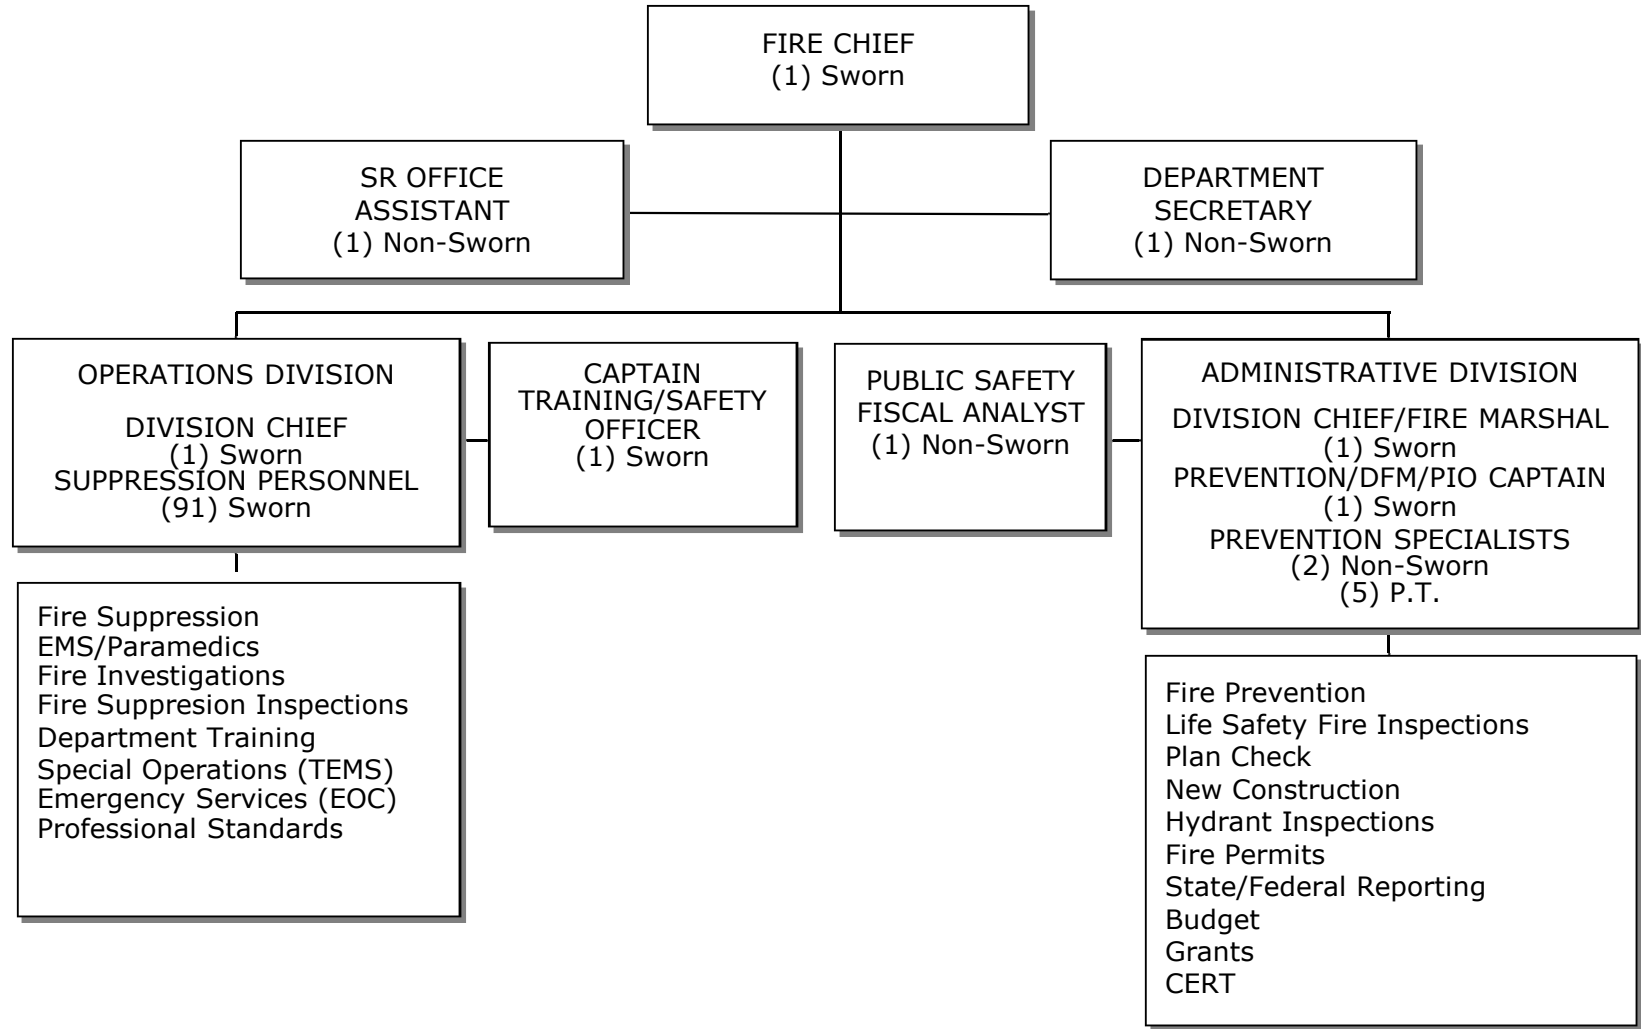 FIRE CHIEF
(1) Sworn
SR OFFICE
ASSISTANT
(1) Non-Sworn
DEPARTMENT
SECRETARY
(1) Non-Sworn
OPERATIONS DIVISION
DIVISION CHIEF
(1) Sworn
SUPPRESSION PERSONNEL
(91) Sworn
CAPTAIN
TRAINING/SAFETY
OFFICER
(1) Sworn
PUBLIC SAFETY
FISCAL ANALYST
(1) Non-Sworn
ADMINISTRATIVE DIVISION
DIVISION CHIEF/FIRE MARSHAL
(1) Sworn
PREVENTION/DFM/PIO CAPTAIN
(1) Sworn
PREVENTION SPECIALISTS
(2) Non-Sworn
(5) P.T.
Fire Suppression
EMS/Paramedics
Fire Investigations
Fire Suppresion Inspections
Department Training
Special Operations (TEMS)
Emergency Services (EOC)
Professional Standards
Fire Prevention
Life Safety Fire Inspections
Plan Check
New Construction
Hydrant Inspections
Fire Permits
State/Federal Reporting
Budget
Grants
CERT